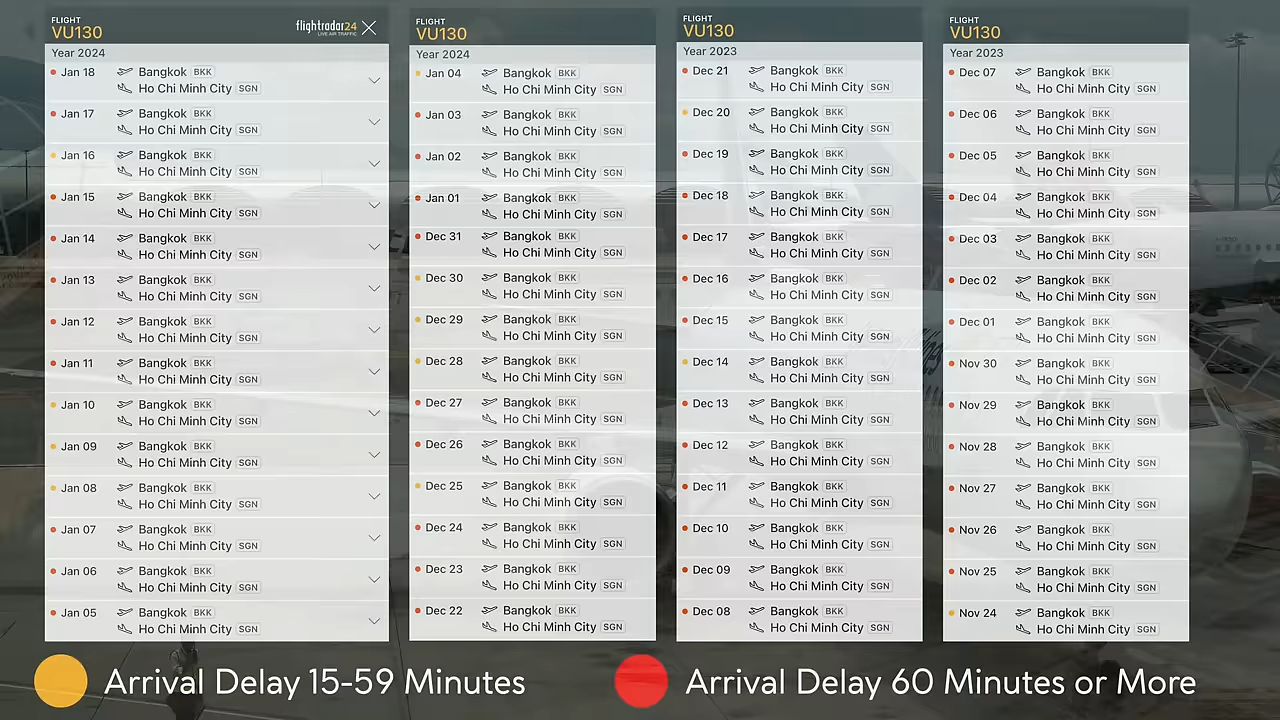 FLIGHT
VU130
flightradar24
LIVE AIR TRAFFIC
Year 2024
Jan 18 Bangkok BKK
Ho Chi Minh City SGN
Jan 17 Bangkok BKK
Ho Chi Minh City SGN
Jan 16 Bangkok BKK
Ho Chi Minh City SGN
Jan 15 Bangkok BKK
Ho Chi Minh City SGN
Jan 14 Bangkok BKK
Ho Chi Minh City SGN
Jan 13 Bangkok BKK
Ho Chi Minh City SGN
Jan 12 Bangkok BKK
Ho Chi Minh City SGN
Jan 11 Bangkok BKK
Ho Chi Minh City SGN
Jan 10 Bangkok BKK
Ho Chi Minh City SGN
Jan 09 Bangkok BKK
Ho Chi Minh City SGN
Jan 08 Bangkok BKK
Ho Chi Minh City SGN
Jan 07 Bangkok BKK
Ho Chi Minh City SGN
Jan 06 Bangkok BKK
Ho Chi Minh City SGN
Jan 05 Bangkok BKK
Ho Chi Minh City SGN
FLIGHT
VU130
Year 2024
Jan 04 Bangkok BKK
Ho Chi Minh City SGN
Jan 03 Bangkok BKK
Ho Chi Minh City SGN
Jan 02 Bangkok BKK
Ho Chi Minh City SGN
Jan 01 Bangkok BKK
Ho Chi Minh City SGN
Dec 31 Bangkok BKK
Ho Chi Minh City SGN
Dec 30 Bangkok BKK
Ho Chi Minh City SGN
Dec 29 Bangkok BKK
Ho Chi Minh City SGN
Dec 28 Bangkok BKK
Ho Chi Minh City SGN
Dec 27 Bangkok BKK
Ho Chi Minh City SGN
Dec 26 Bangkok BKK
Ho Chi Minh City SGN
Dec 25 Bangkok BKK
Ho Chi Minh City SGN
Dec 24 Bangkok BKK
Ho Chi Minh City SGN
Dec 23 Bangkok BKK
Ho Chi Minh City SGN
Dec 22 Bangkok BKK
Ho Chi Minh City SGN
FLIGHT
VU130
Year 2023
Dec 21 Bangkok BKK
Ho Chi Minh City SGN
Dec 20 Bangkok BKK
Ho Chi Minh City SGN
Dec 19 Bangkok BKK
Ho Chi Minh City SGN
Dec 18 Bangkok BKK
Ho Chi Minh City SGN
Dec 17 Bangkok BKK
Ho Chi Minh City SGN
Dec 16 Bangkok BKK
Ho Chi Minh City SGN
Dec 15 Bangkok BKK
Ho Chi Minh City SGN
Dec 14 Bangkok BKK
Ho Chi Minh City SGN
Dec 13 Bangkok BKK
Ho Chi Minh City SGN
Dec 12 Bangkok BKK
Ho Chi Minh City SGN
Dec 11 Bangkok BKK
Ho Chi Minh City SGN
Dec 10 Bangkok BKK
Ho Chi Minh City SGN
Dec 09 Bangkok BKK
Ho Chi Minh City SGN
Dec 08 Bangkok BKK
Ho Chi Minh City SGN
FLIGHT
VU130
Year 2023
Dec 07 Bangkok BKK
Ho Chi Minh City SGN
Dec 06 Bangkok BKK
Ho Chi Minh City SGN
Dec 05 Bangkok BKK
Ho Chi Minh City SGN
Dec 04 Bangkok BKK
Ho Chi Minh City SGN
Dec 03 Bangkok BKK
Ho Chi Minh City SGN
Dec 02 Bangkok BKK
Ho Chi Minh City SGN
Dec 01 Bangkok BKK
Ho Chi Minh City SGN
Nov 30 Bangkok BKK
Ho Chi Minh City SGN
Nov 29 Bangkok BKK
Ho Chi Minh City SGN
Nov 28 Bangkok BKK
Ho Chi Minh City SGN
Nov 27 Bangkok BKK
Ho Chi Minh City SGN
Nov 26 Bangkok BKK
Ho Chi Minh City SGN
Nov 25 Bangkok BKK
Ho Chi Minh City SGN
Nov 24 Bangkok BKK
Ho Chi Minh City SGN
Arrival Delay 15-59 Minutes
Arrival Delay 60 Minutes or More